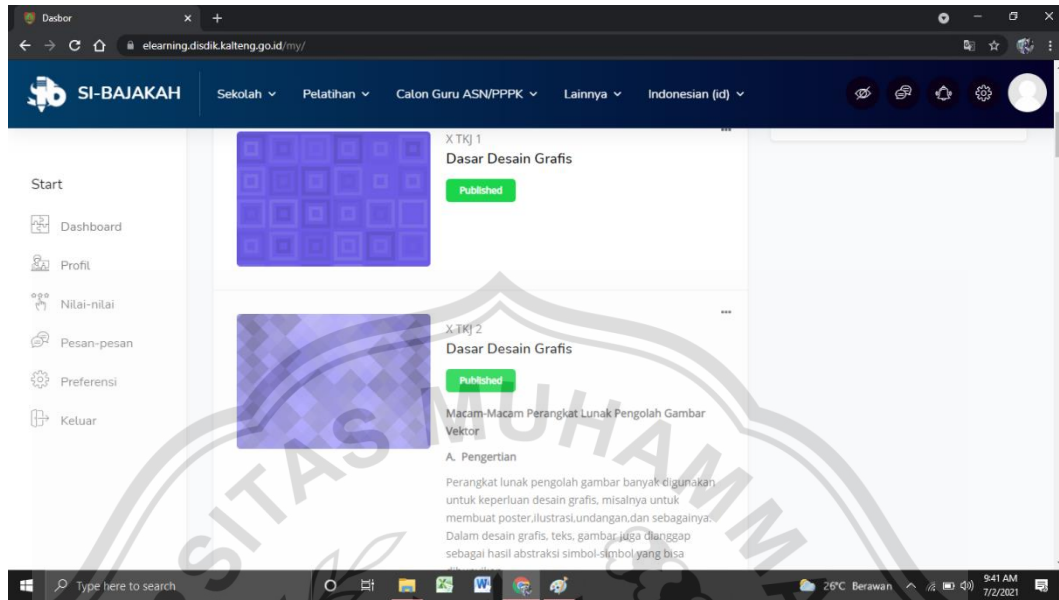 Dasbor
elearning.disdik.kalteng.go.id/my/
SI-BAJAKAH
Sekolah
Pelatihan
Calon Guru ASN/PPPK
Lainnya
Indonesian (id)
Start
Dashboard
Profil
Nilai-nilai
Pesan-pesan
Preferensi
Keluar
X TKJ 1
Dasar Desain Grafis
Published
X TKJ 2
Dasar Desain Grafis
Published
Macam-Macam Perangkat Lunak Pengolah Gambar
Vektor
A. Pengertian
Perangkat lunak pengolah gambar banyak digunakan
untuk keperluan desain grafis, misalnya untuk
membuat poster,ilustrasi,undangan,dan sebagainya.
Dalam desain grafis, teks, gambar juga dianggap
sebagai hasil abstraksi simbol-simbol yang bisa
SITAS MUHAMM
Type here to search
26°C Berawan
9:41 AM
7/2/2021